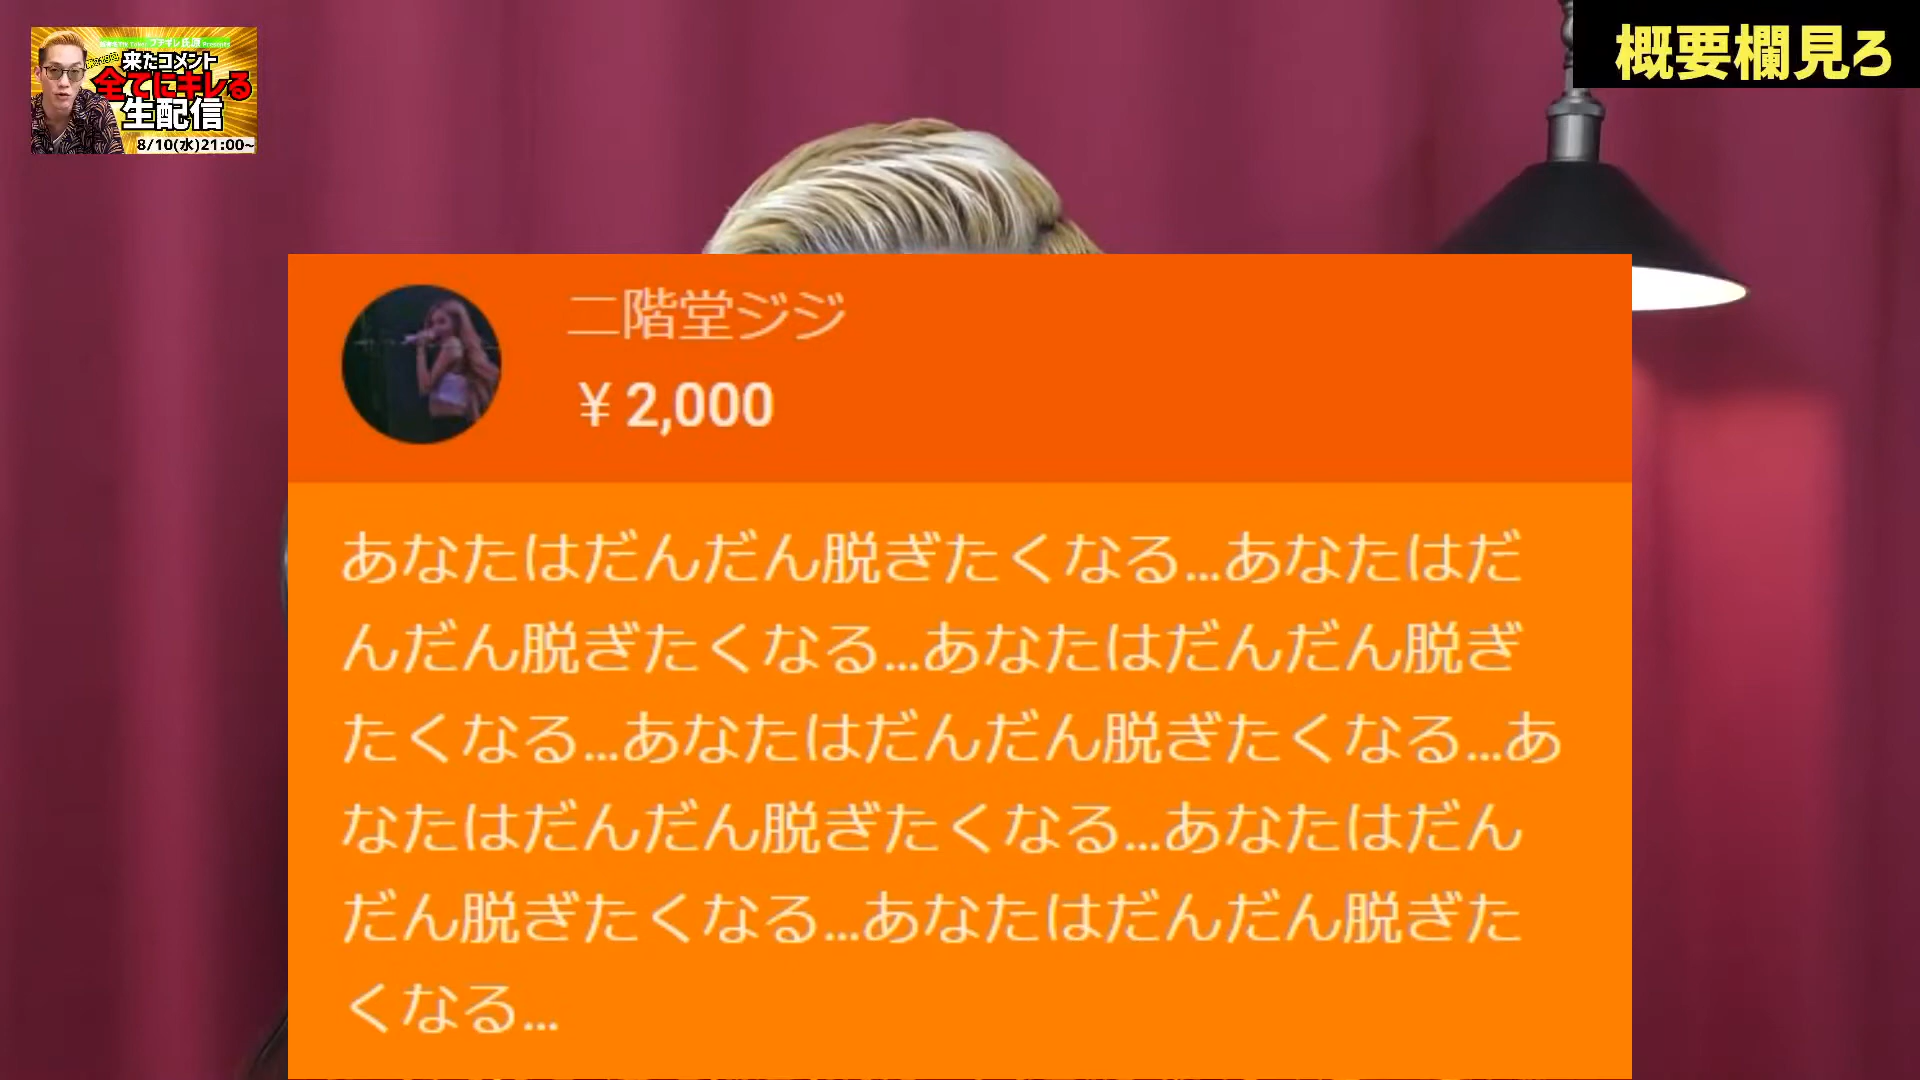 来たコメント
全てにキレる
生配信
8/10(水)21:00~
概要欄見ろ
二階堂ジジ
¥ 2,000
あなたはだんだん脱ぎたくなる...あなたはだ
んだん脱ぎたくなる...あなたはだんだん脱ぎ
たくなる...あなたはだんだん脱ぎたくなる...あ
なたはだんだん脱ぎたくなる...あなたはだん
だん脱ぎたくなる...あなたはだんだん脱ぎた
くなる...